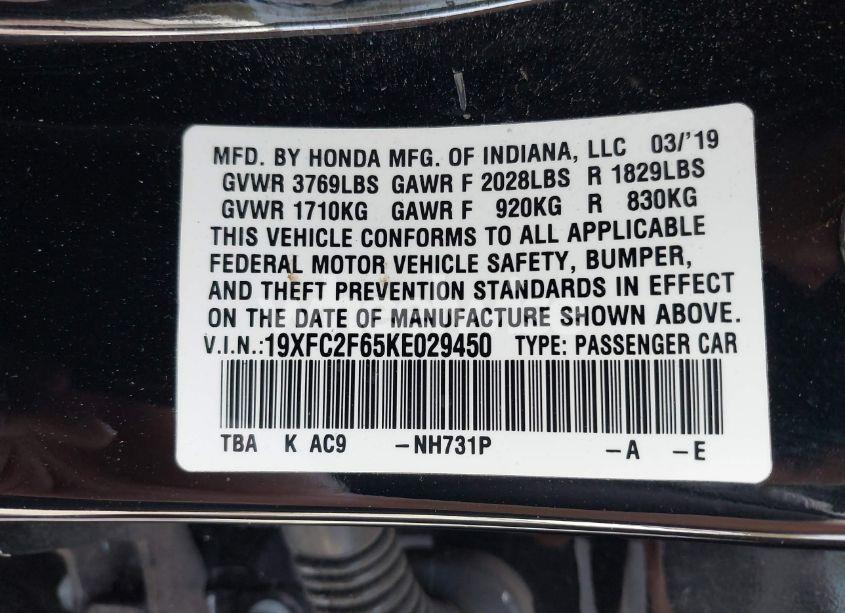 MFD. BY HONDA MFG. OF INDIANA, LLC 03/'19
GVWR 3769LBS GAWR F 2028LBS R 1829LBS
GVWR 1710KG GAWR F 920KG R 830KG
THIS VEHICLE CONFORMS TO ALL APPLICABLE
FEDERAL MOTOR VEHICLE SAFETY, BUMPER,
AND THEFT PREVENTION STANDARDS IN EFFECT
ON THE DATE OF MANUFACTURE SHOWN ABOVE.
V.I.N.:19XFC2F65KE029450 TYPE: PASSENGER CAR
TBA K AC9 -NH731P -A -E